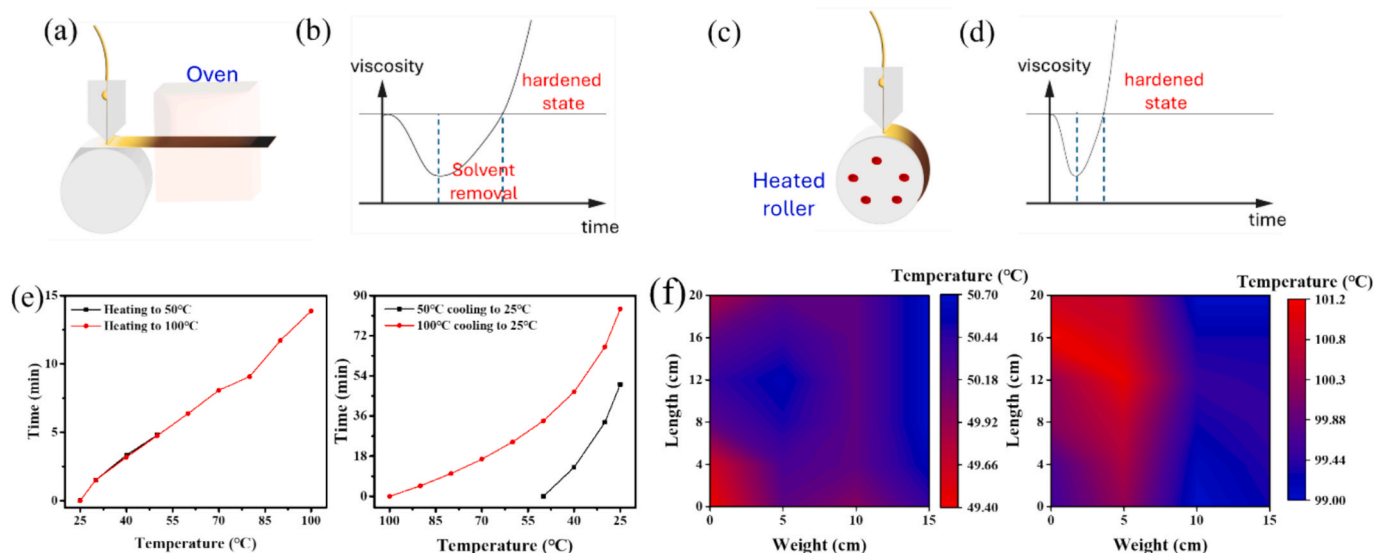 (a)
Oven
(b)
viscosity
hardened
state
Solvent
removal
time
(c)
Heated
roller
(d)
viscosity
hardened
state
time
(e)
15
10
5
0
Time (min)
Heating to 50°C
Heating to 100°C
25 40 55 70 85 100
Temperature (°C)
90
72
54
36
18
0
Time (min)
50°C cooling to 25°C
100°C cooling to 25°C
100 85 70 55 40 25
Temperature (°C)
(f)
Temperature (°C)
20
16
12
8
4
0
Length (cm)
0 5 10 15
Weight (cm)
50.70
50.44
50.18
49.92
49.66
49.40
Temperature (°C)
20
16
12
8
4
0
Length (cm)
0 5 10 15
Weight (cm)
101.2
100.8
100.3
99.88
99.44
99.00